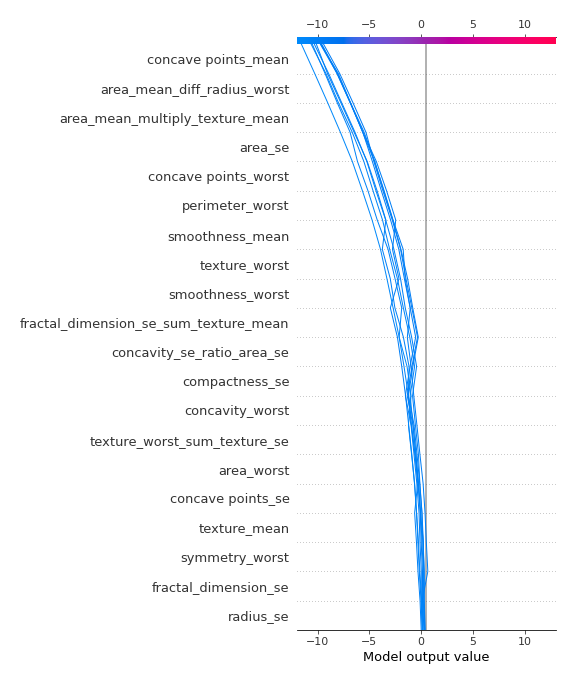 −10 −5 0 5 10
concave points_mean
area_mean_diff_radius_worst
area_mean_multiply_texture_mean
area_se
concave points_worst
perimeter_worst
smoothness_mean
texture_worst
smoothness_worst
fractal_dimension_se_sum_texture_mean
concavity_se_ratio_area_se
compactness_se
concavity_worst
texture_worst_sum_texture_se
area_worst
concave points_se
texture_mean
symmetry_worst
fractal_dimension_se
radius_se
−10 −5 0 5 10
Model output value